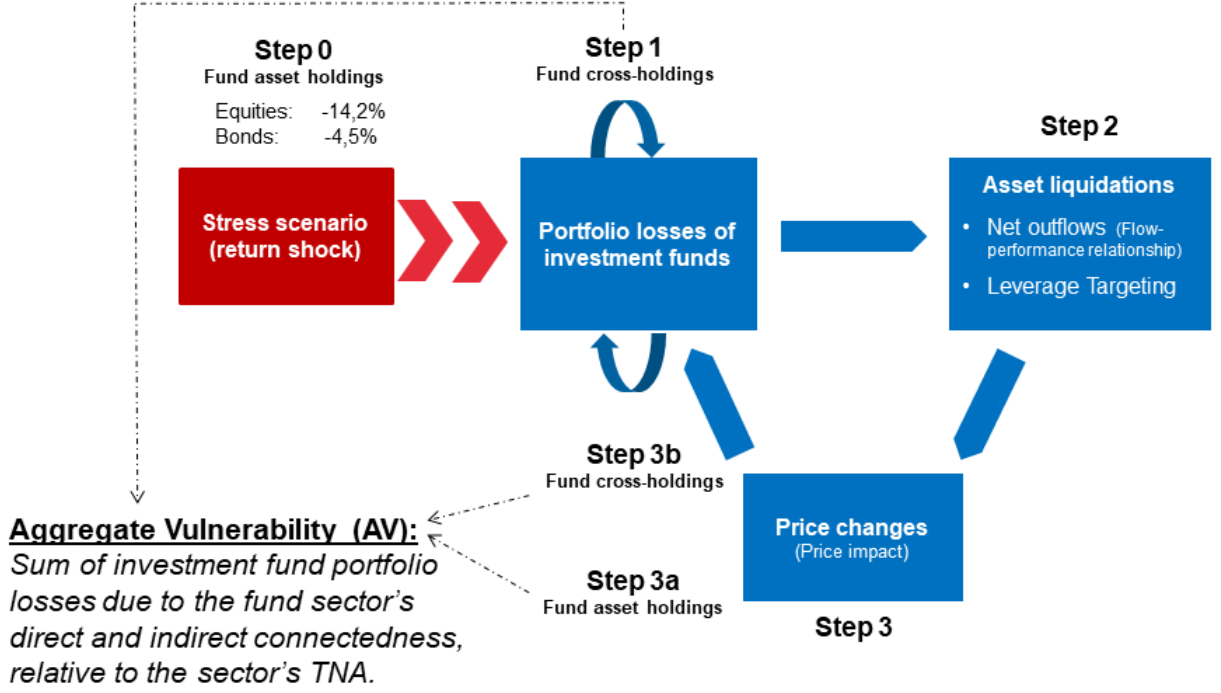 Step 0
Fund asset holdings
Equities: -14,2%
Bonds: -4,5%
Stress scenario
(return shock)
Step 1
Fund cross-holdings
Portfolio losses of
investment funds
Step 2
Asset liquidations
• Net outflows (Flow-
performance relationship)
• Leverage Targeting
Price changes
(Price impact)
Step 3
Step 3b
Fund cross-holdings
Step 3a
Fund asset holdings
Aggregate Vulnerability (AV):
Sum of investment fund portfolio
losses due to the fund sector's
direct and indirect connectedness,
relative to the sector's TNA.